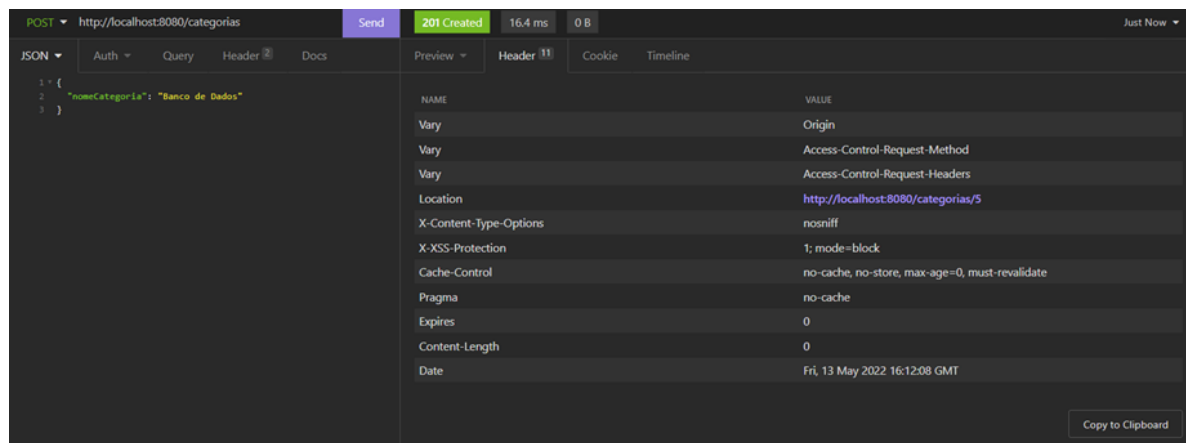 POST http://localhost:8080/categorias Send 201 Created 16.4 ms 0 B Just Now
JSON Auth Query Header 2 Docs Preview Header 11 Cookie Timeline
1 {
2 "nomeCategoria": "Banco de Dados"
3 }
NAME VALUE
Vary Origin
Vary Access-Control-Request-Method
Vary Access-Control-Request-Headers
Location http://localhost:8080/categorias/5
X-Content-Type-Options nosniff
X-XSS-Protection 1; mode=block
Cache-Control no-cache, no-store, max-age=0, must-revalidate
Pragma no-cache
Expires 0
Content-Length 0
Date Fri, 13 May 2022 16:12:08 GMT
Copy to Clipboard